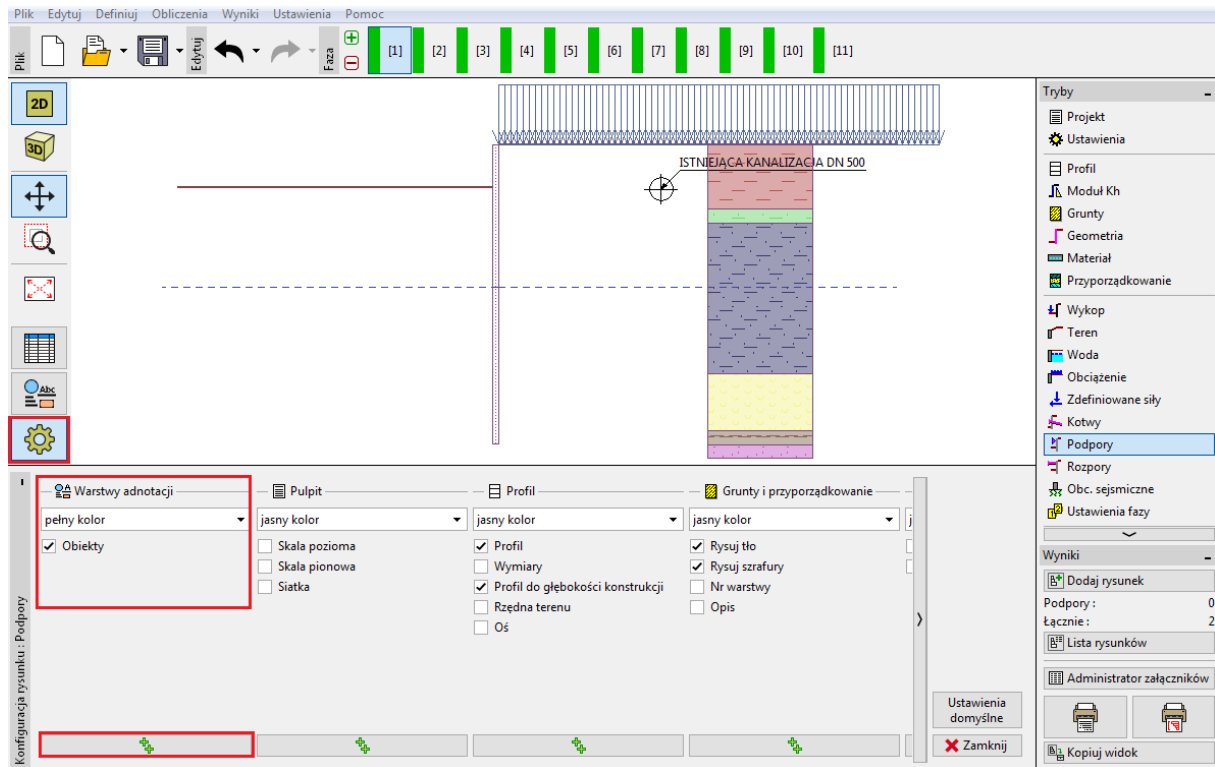 Plik Edytuj Definiuj Obliczenia Wyniki Ustawienia Pomoc
Plik
Edytuj
Faza
[1] [2] [3] [4] [5] [6] [7] [8] [9] [10] [11]
2D
3D
Abc
ISTNIEJĄCA KANALIZACJA DN 500
Tryby
Projekt
Ustawienia
Profil
Moduł Kh
Grunty
Geometria
Materiał
Przyporządkowanie
Wykop
Teren
Woda
Obciążenie
Zdefiniowane siły
Kotwy
Podpory
Rozpory
Obc. sejsmiczne
Ustawienia fazy
Wyniki
Dodaj rysunek
Podpory : 0
Łącznie : 2
Lista rysunków
Administrator załączników
Kopiuj widok
Konfiguracja rysunku : Podpory
Warstwy adnotacji
pełny kolor
Obiekty
Pulpit
jasny kolor
Skala pozioma
Skala pionowa
Siatka
Profil
jasny kolor
Profil
Wymiary
Profil do głębokości konstrukcji
Rzędna terenu
Oś
Grunty i przyporządkowanie
jasny kolor
Rysuj tło
Rysuj szrafury
Nr warstwy
Opis
Ustawienia
domyślne
Zamknij